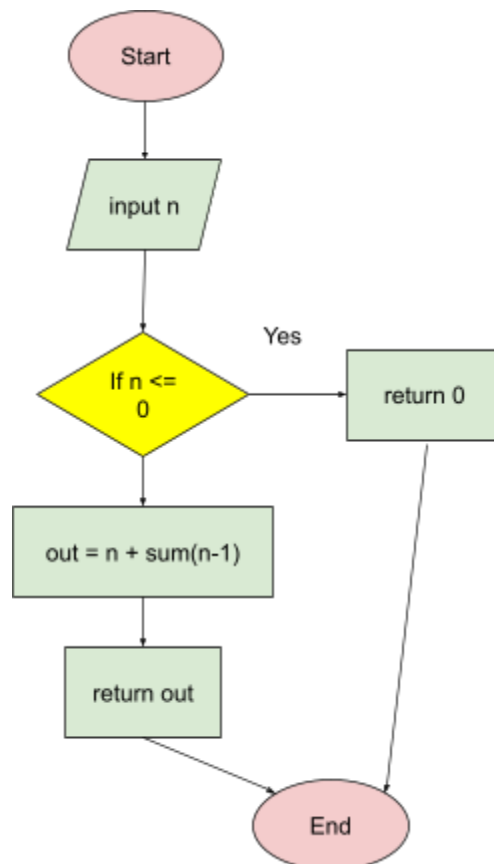 Start
input n
Yes
If n <=
0
return 0
out = n + sum(n-1)
return out
End